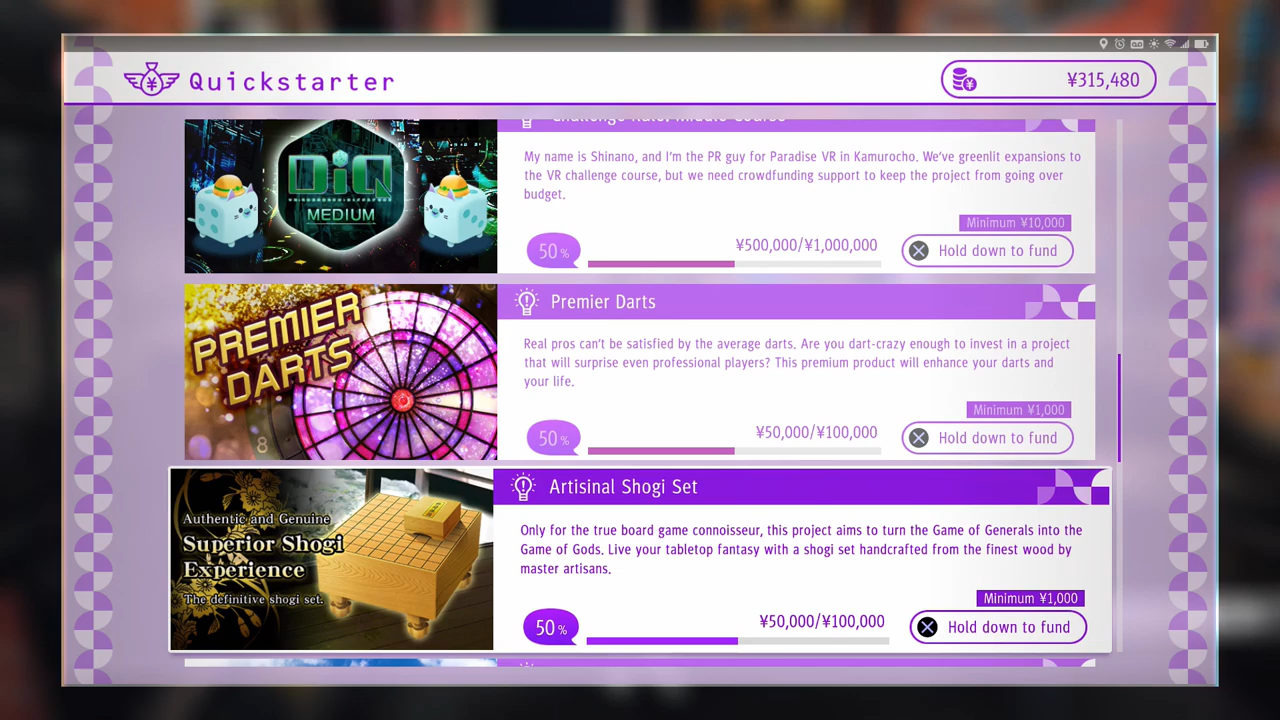 Quickstarter
¥315,480
Challenge Rule: Middle Course
DiQ
MEDIUM
My name is Shinano, and I'm the PR guy for Paradise VR in Kamurocho. We've greenlit expansions to
the VR challenge course, but we need crowdfunding support to keep the project from going over
budget.
Minimum ¥10,000
50%
¥500,000/¥1,000,000
Hold down to fund
PREMIER
DARTS
8
Premier Darts
Real pros can't be satisfied by the average darts. Are you dart-crazy enough to invest in a project
that will surprise even professional players? This premium product will enhance your darts and
your life.
Minimum ¥1,000
50%
¥50,000/¥100,000
Hold down to fund
Authentic and Genuine
Superior Shogi
Experience
The definitive shogi set.
Artisinal Shogi Set
Only for the true board game connoisseur, this project aims to turn the Game of Generals into the
Game of Gods. Live your tabletop fantasy with a shogi set handcrafted from the finest wood by
master artisans.
Minimum ¥1,000
50%
¥50,000/¥100,000
Hold down to fund